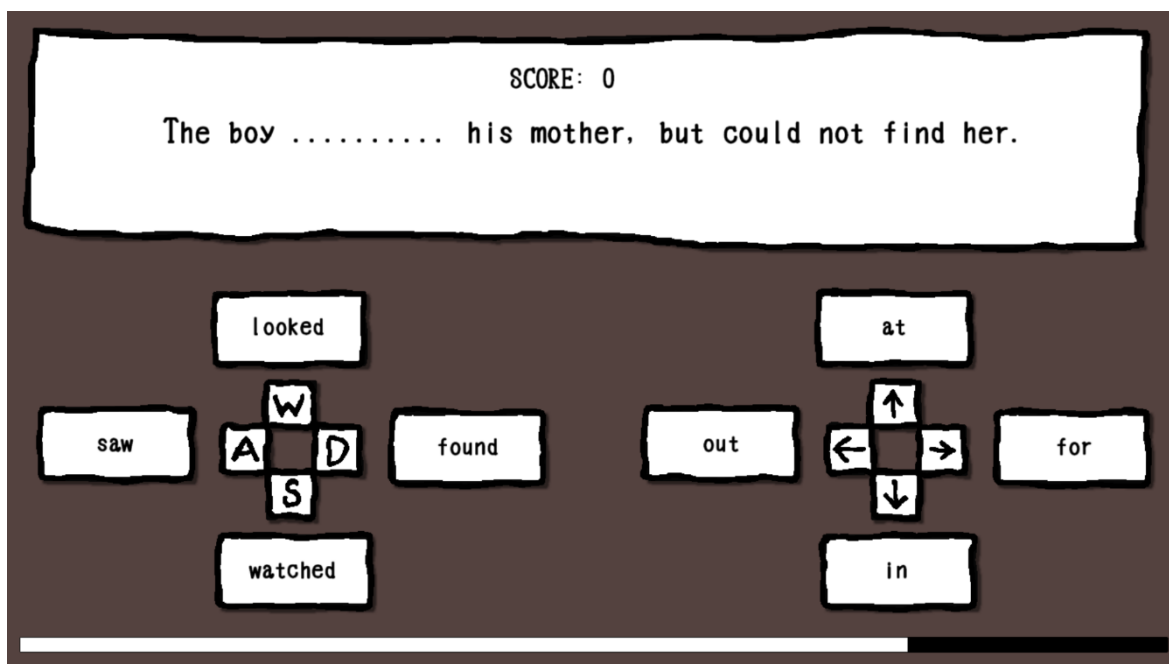 SCORE: 0
The boy .......... his mother, but could not find her.
looked
at
W
↑
saw
A
D
found
out
←
→
for
S
↓
watched
in